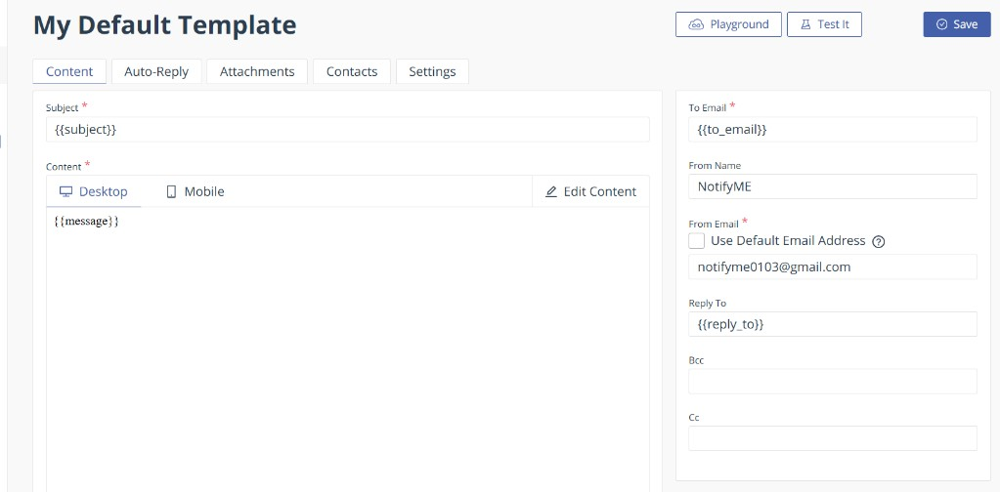 My Default Template
Playground
Test It
Save
Content
Auto-Reply
Attachments
Contacts
Settings
Subject *
{{subject}}
Content *
Desktop
Mobile
Edit Content
{{message}}
To Email *
{{to_email}}
From Name
NotifyME
From Email *
Use Default Email Address ?
notifyme0103@gmail.com
Reply To
{{reply_to}}
Bcc
Cc